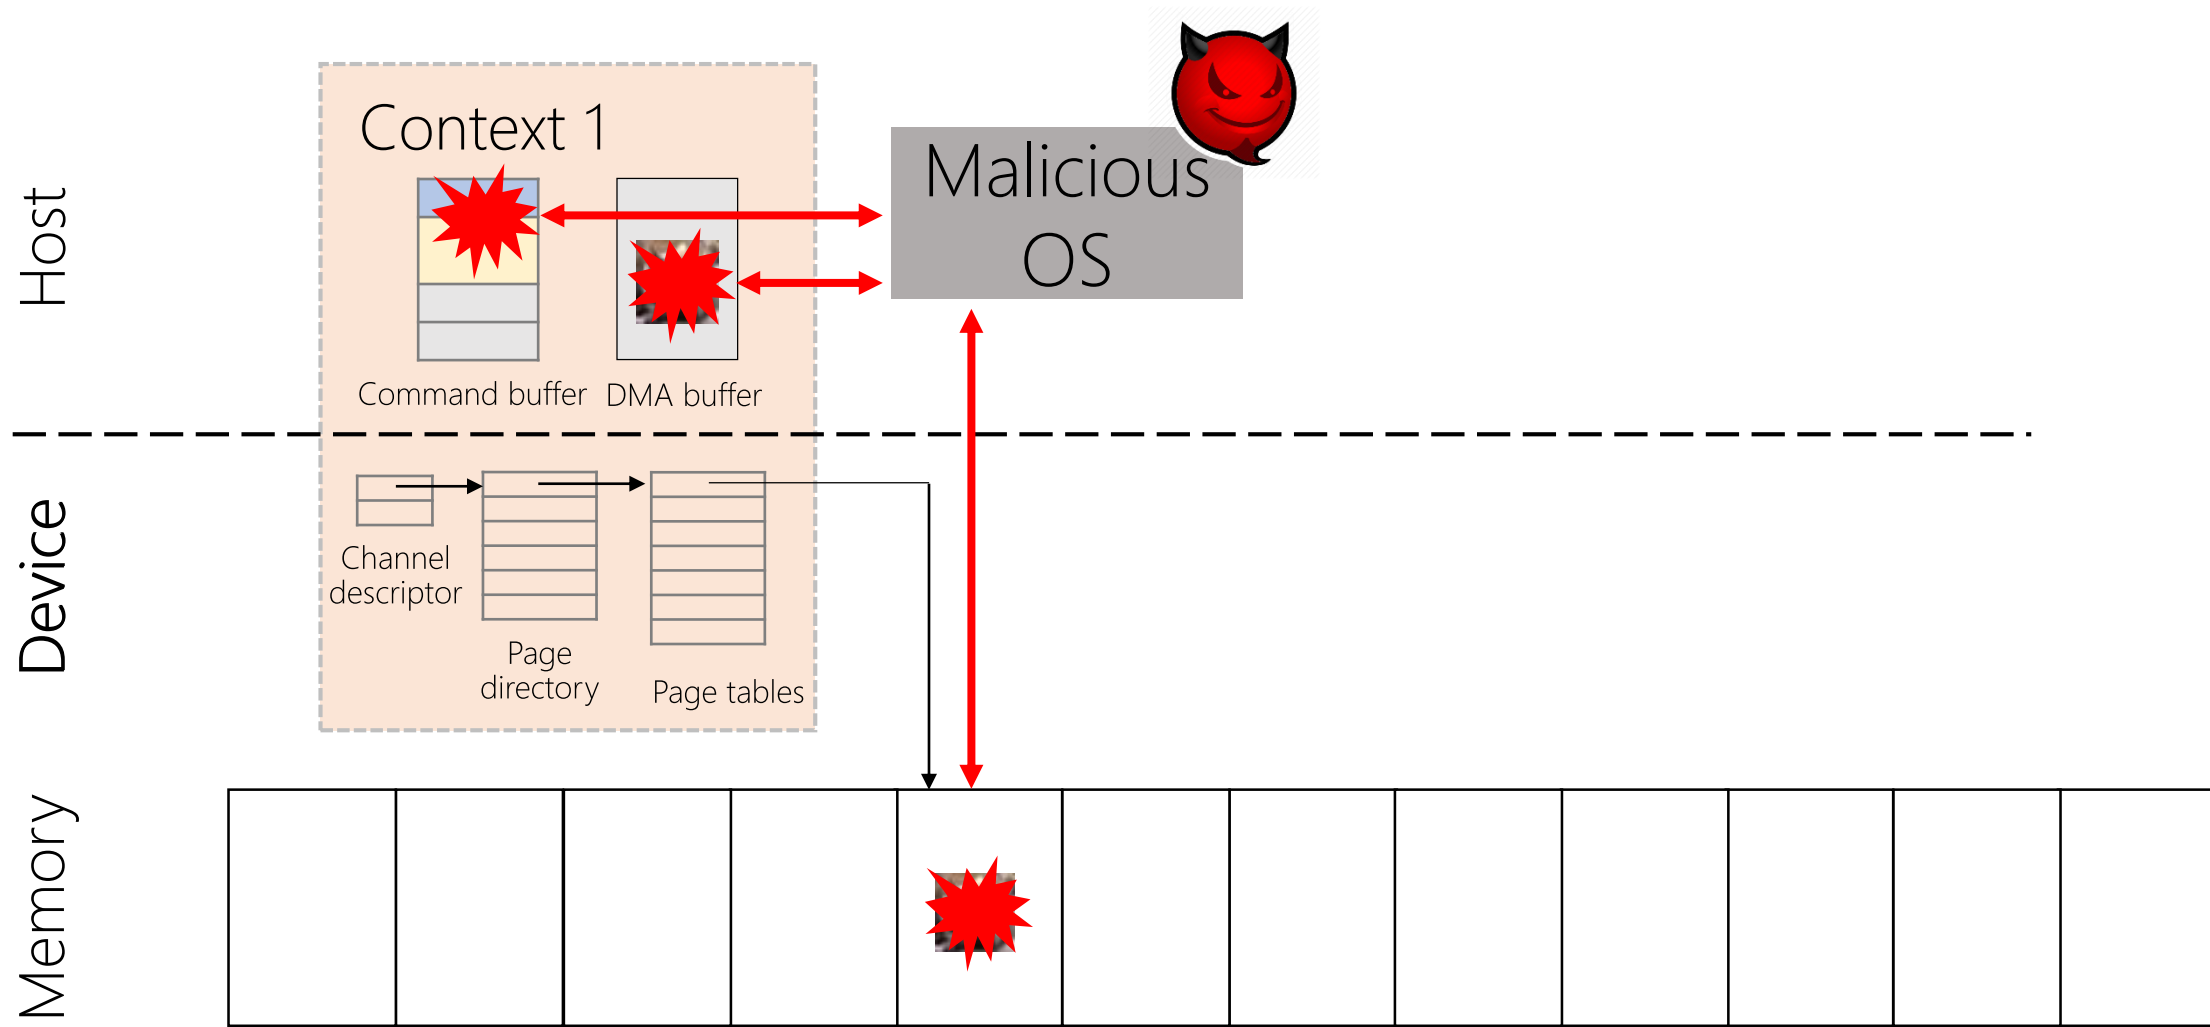 Host
Context 1
Malicious
OS
Command buffer
DMA buffer
Device
Channel
descriptor
Page
directory
Page tables
Memory